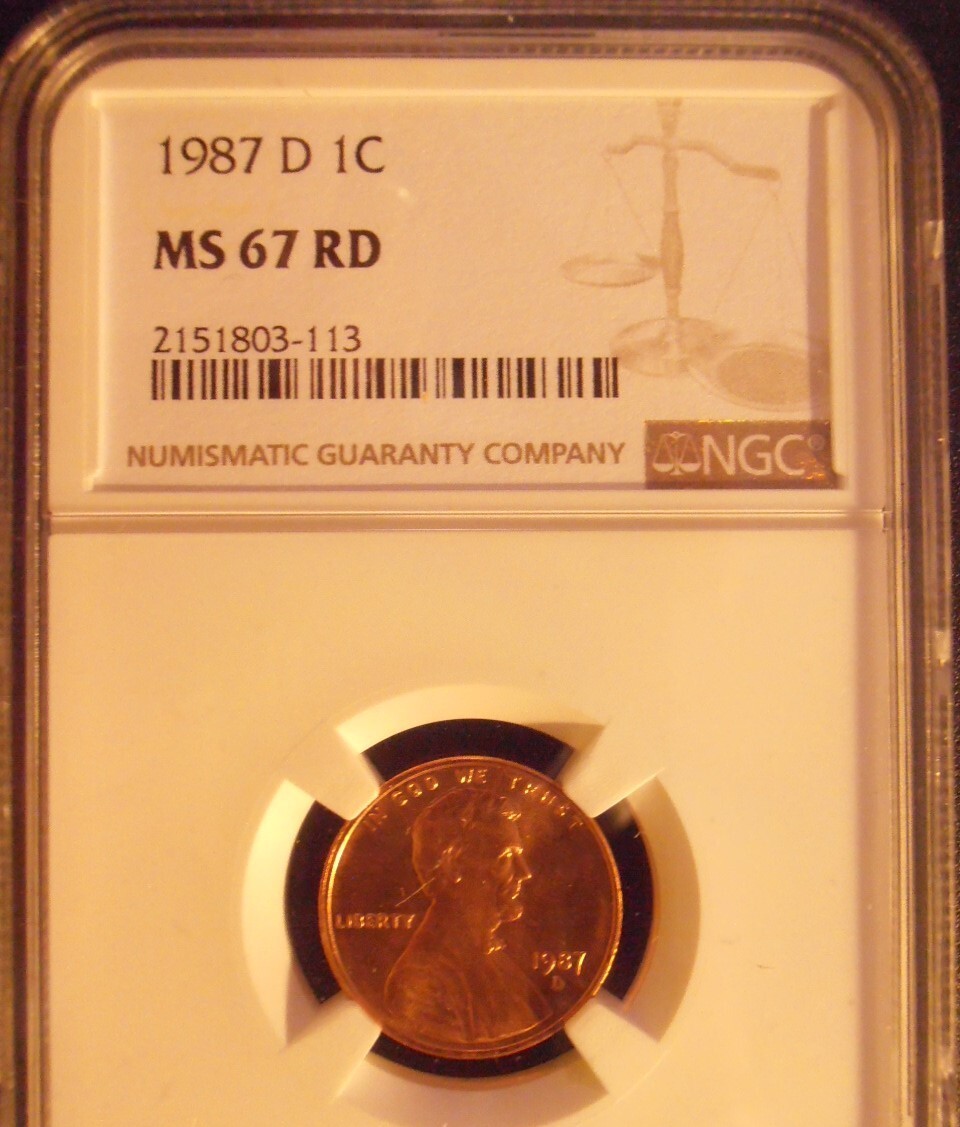 1987 D 1C
MS 67 RD
2151803-113
NUMISMATIC GUARANTY COMPANY
NGC®
IN GOD WE TRUST
LIBERTY
1987
D